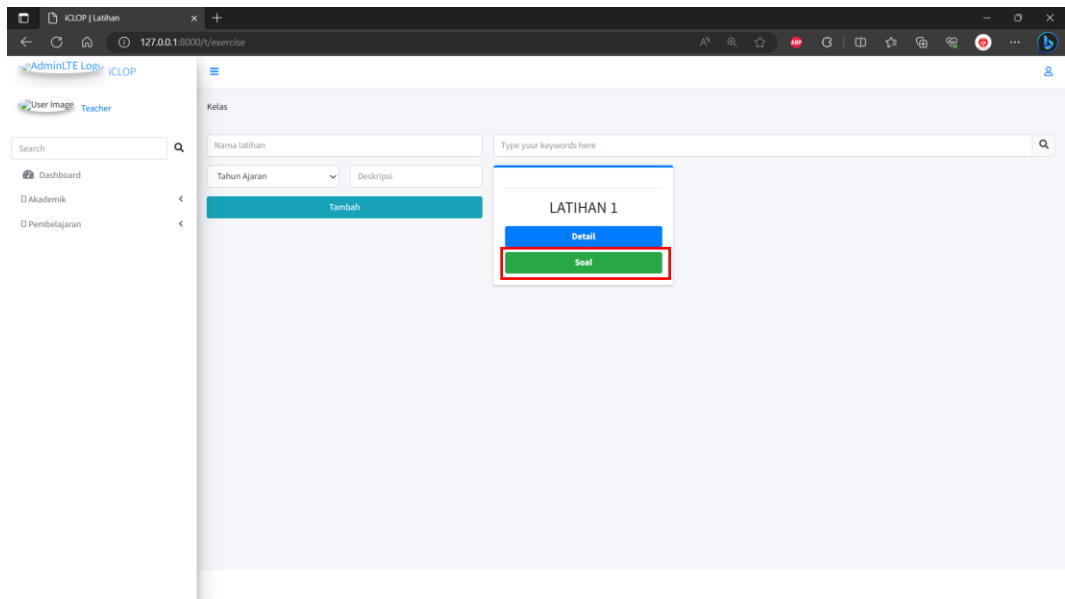 iCLOP | Latihan
127.0.0.1:8000/t/exercise
ABP
AdminLTE Logo iCLOP
User Image Teacher
Kelas
Search
Nama latihan
Type your keywords here
Dashboard
Tahun Ajaran
Deskripsi
Akademik
Tambah
LATIHAN 1
Pembelajaran
Detail
Soal